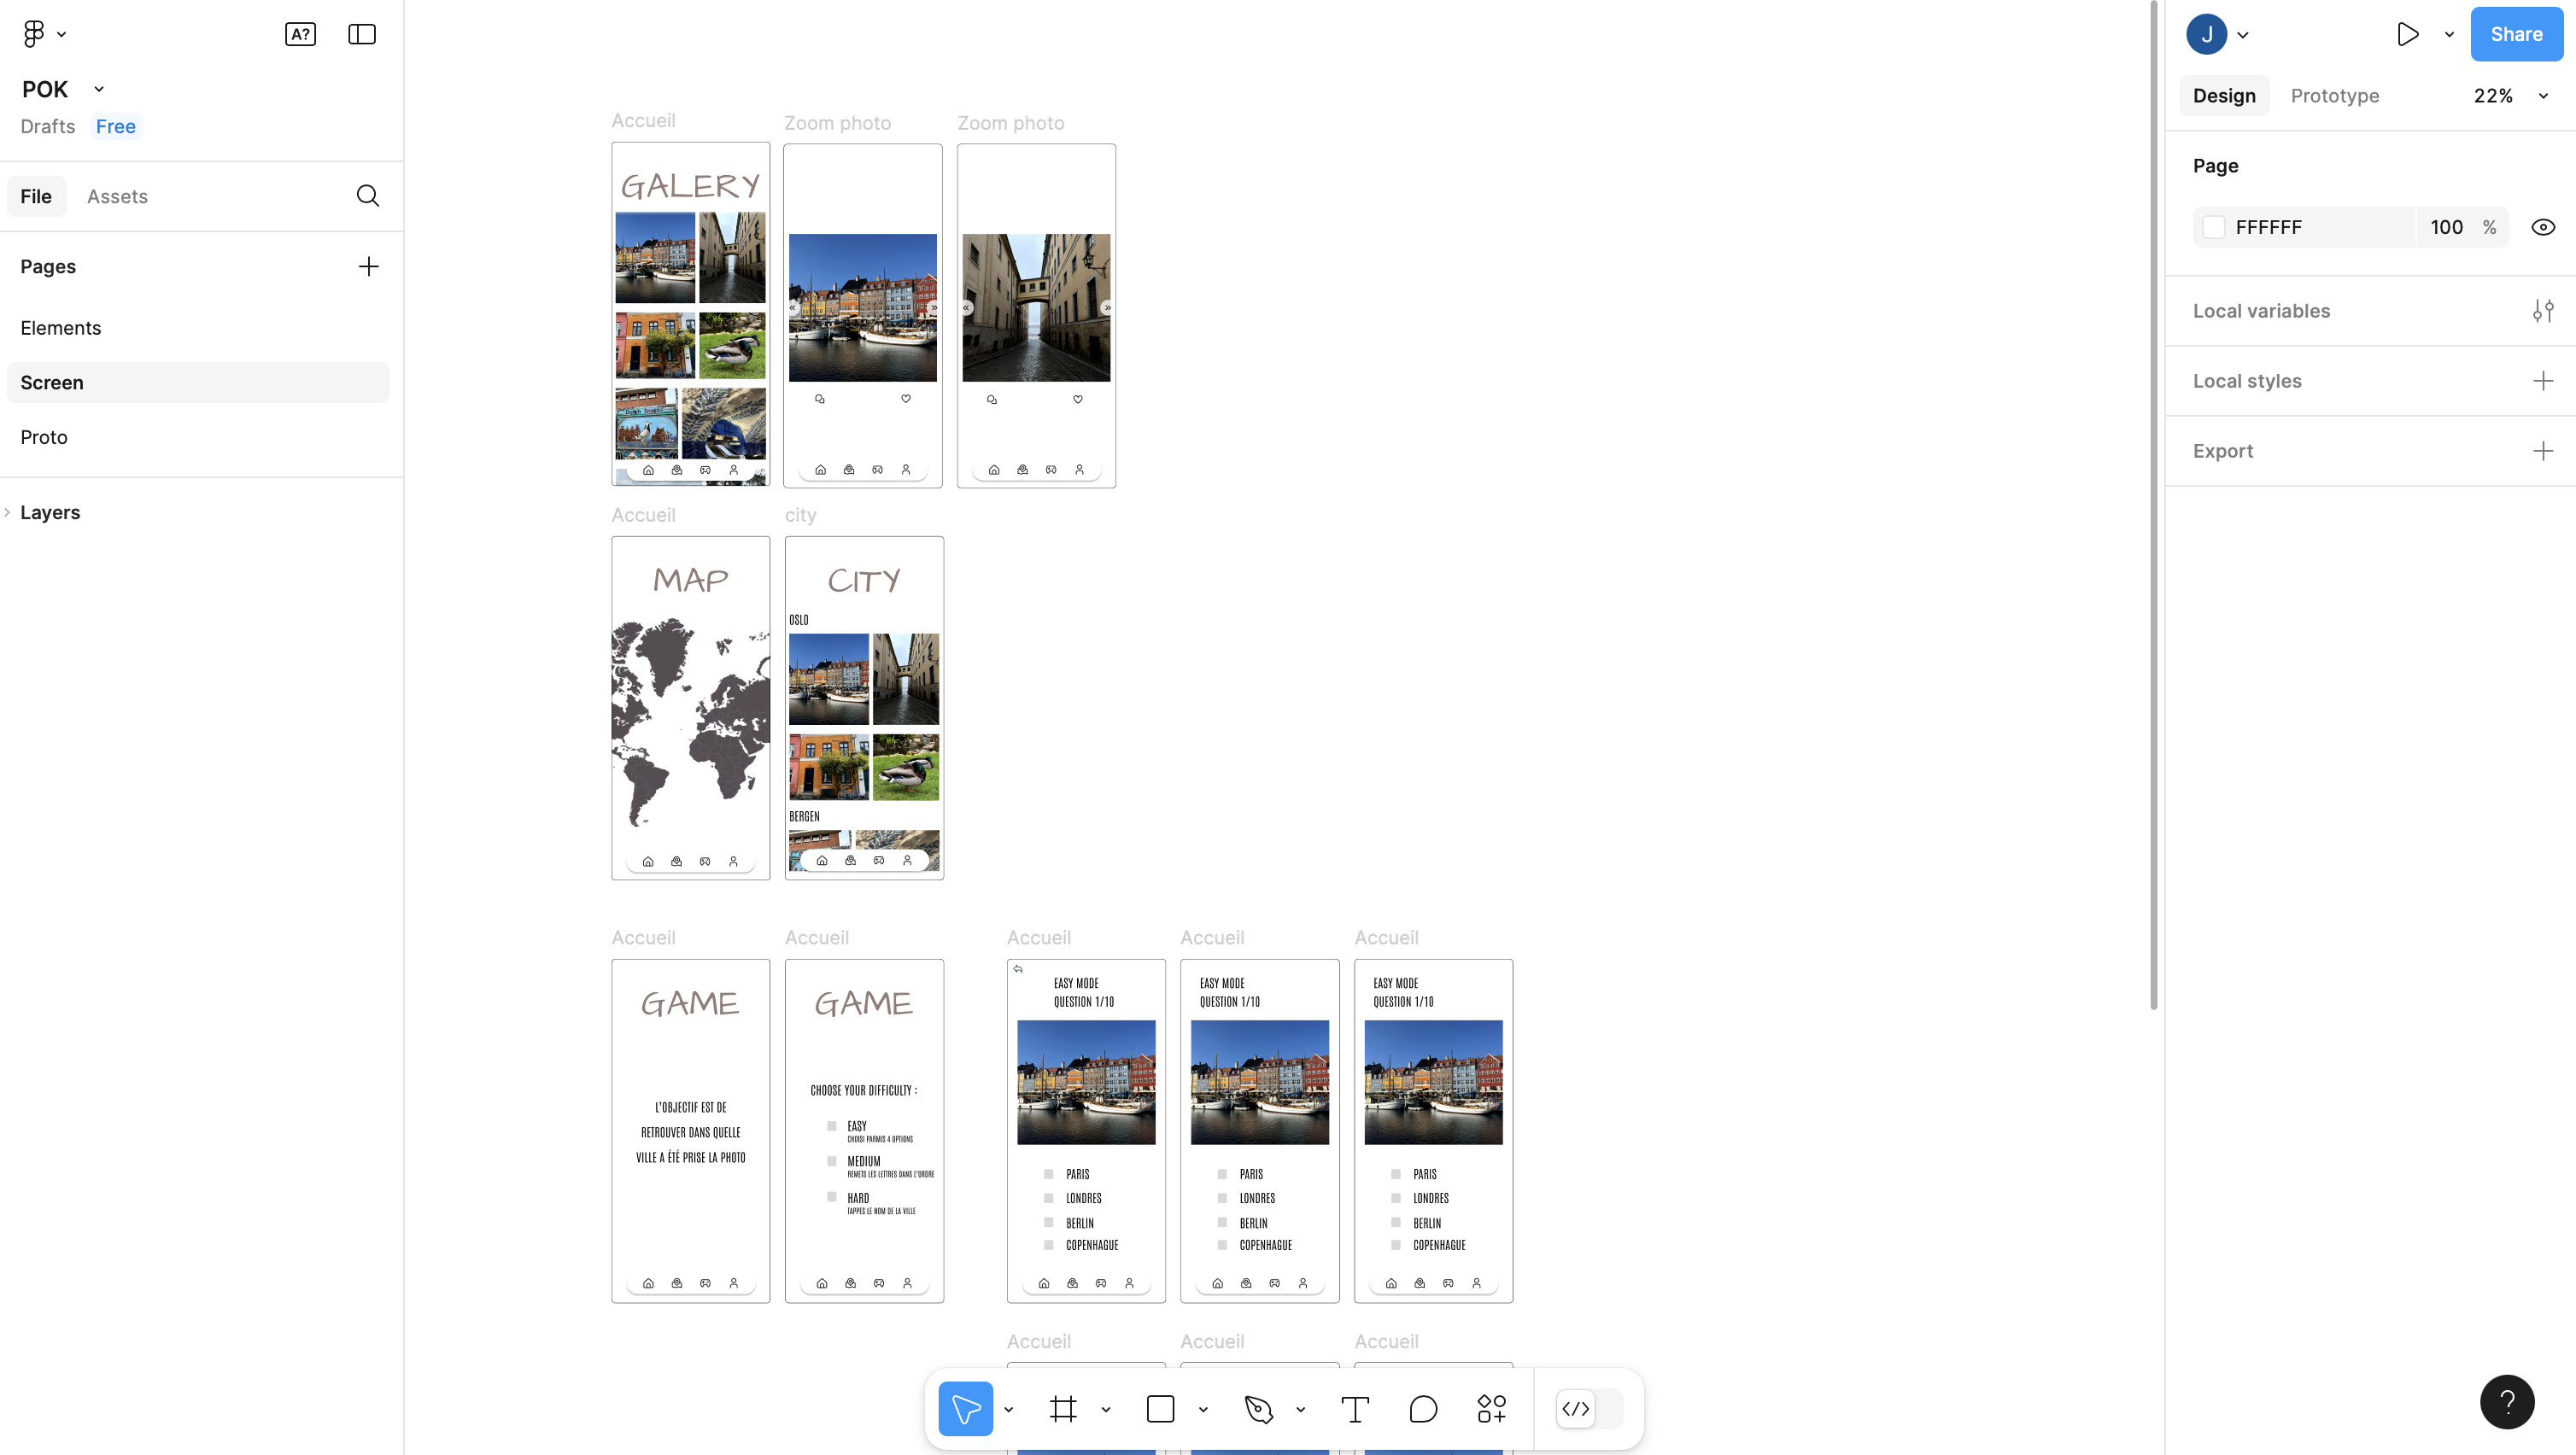 A?
J
Share
POK
Drafts Free
Design Prototype 22%
File Assets
Page
FFFFFF 100 %
Pages
Elements
Screen
Proto
Layers
Local variables
Local styles
Export
Accueil Zoom photo Zoom photo
GALERY
« » « »
Accueil city
MAP CITY
OSLO
BERGEN
Accueil Accueil Accueil Accueil Accueil
GAME
L'OBJECTIF EST DE
RETROUVER DANS QUELLE
VILLE A ÉTÉ PRISE LA PHOTO
GAME
CHOOSE YOUR DIFFICULTY :
EASY
CHOISI PARMIS 4 OPTIONS
MEDIUM
REMETS LES LETTRES DANS L'ORDRE
HARD
TAPPES LE NOM DE LA VILLE
EASY MODE
QUESTION 1/10
PARIS
LONDRES
BERLIN
COPENHAGUE
EASY MODE
QUESTION 1/10
PARIS
LONDRES
BERLIN
COPENHAGUE
EASY MODE
QUESTION 1/10
PARIS
LONDRES
BERLIN
COPENHAGUE
Accueil Accueil Accueil
?